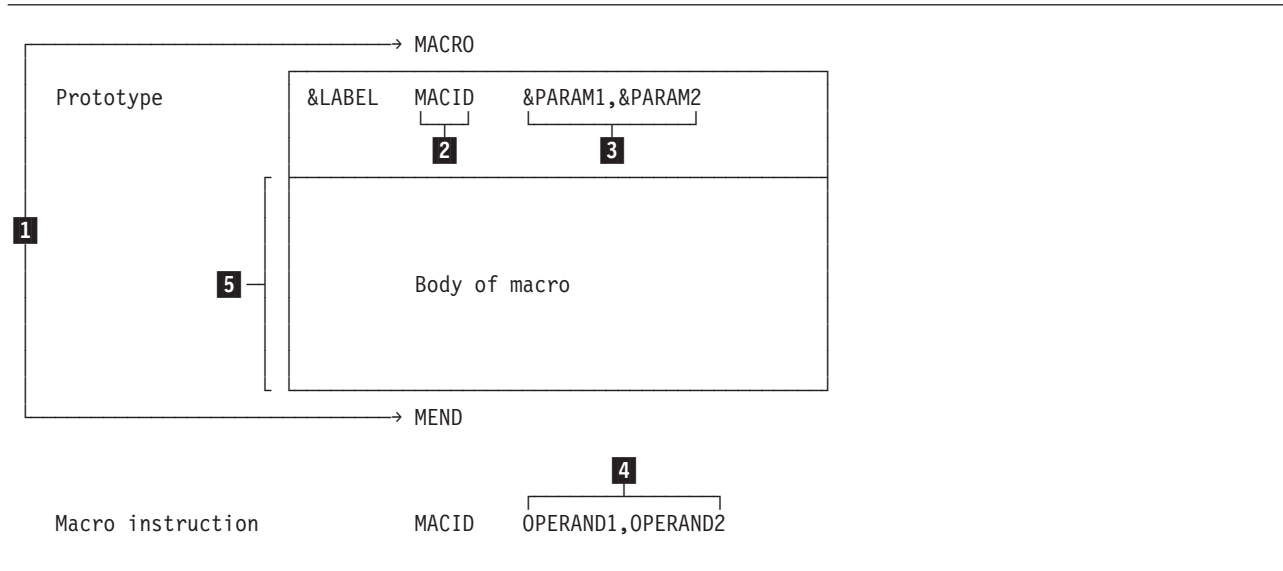 MACRO
Prototype &LABEL MACID &PARAM1,&PARAM2
2 3
1
5 Body of macro
MEND
4
Macro instruction MACID OPERAND1,OPERAND2